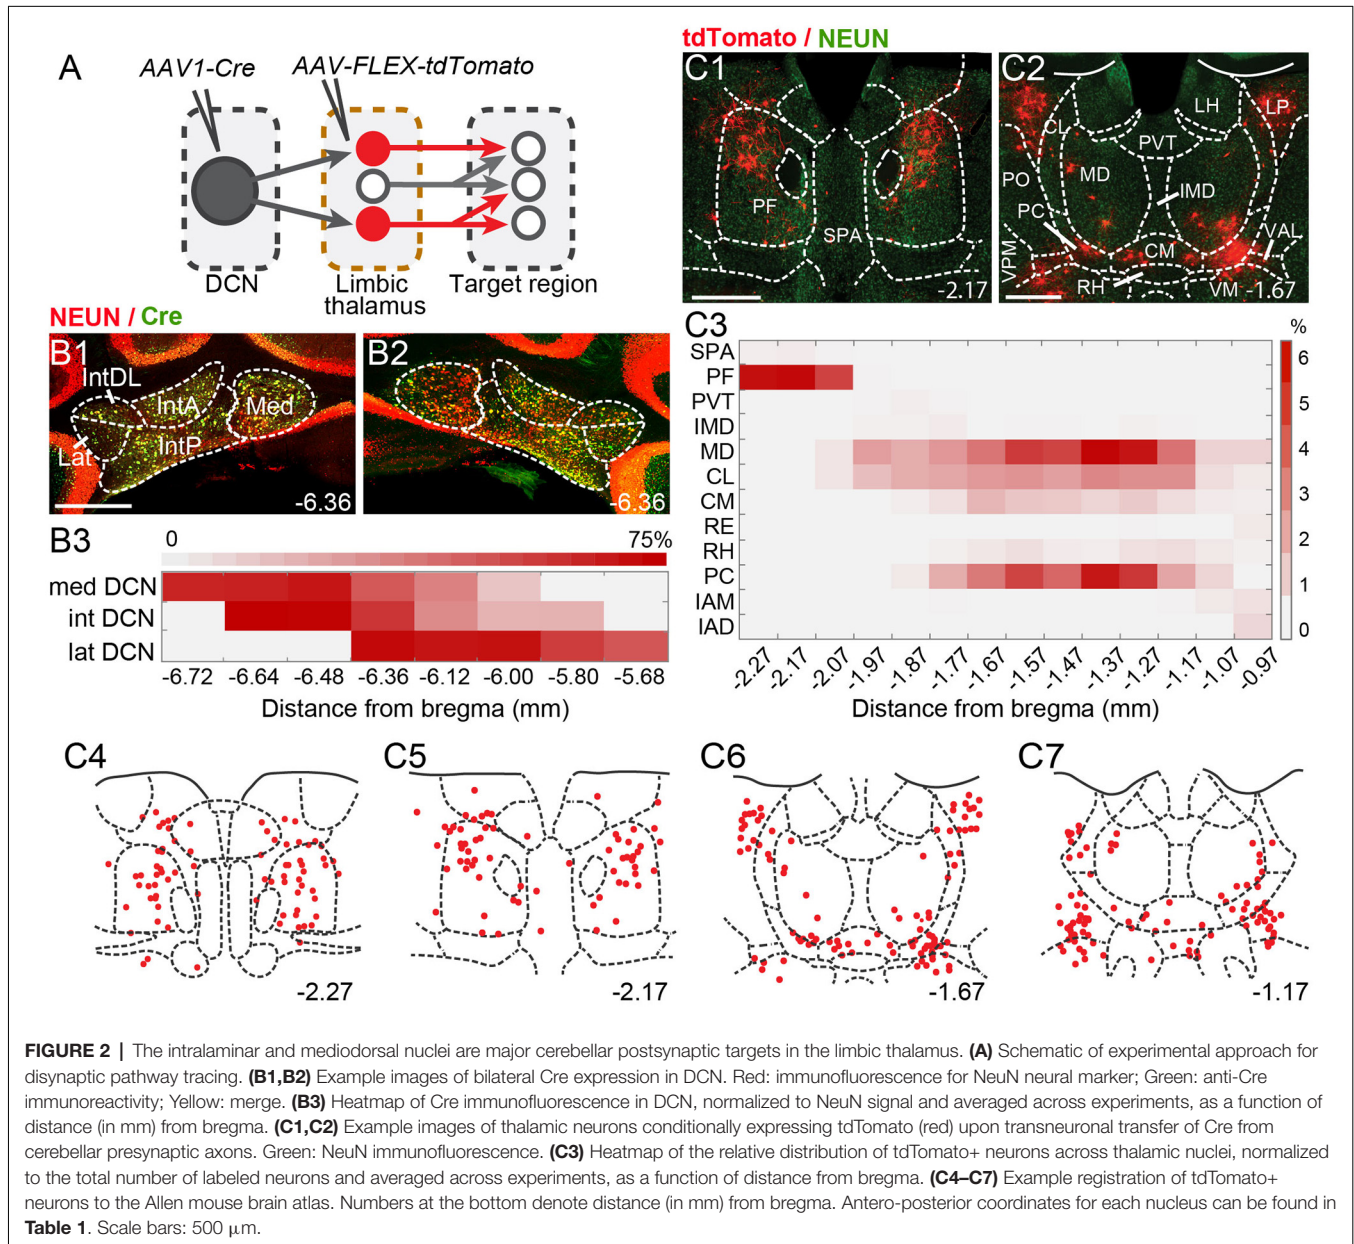 A
AAV1-Cre
AAV-FLEX-tdTomato
DCN
Limbic
thalamus
Target region
NEUN / Cre
B1
IntDL
IntA
Med
IntP
Lat
-6.36
B2
-6.36
B3
0
75%
med DCN
int DCN
lat DCN
-6.72
-6.64
-6.48
-6.36
-6.12
-6.00
-5.80
-5.68
Distance from bregma (mm)
tdTomato / NEUN
C1
PF
SPA
-2.17
C2
LH
LP
CL
PVT
MD
PO
IMD
PC
VAL
CM
VPM
RH
VM
-1.67
C3
%
SPA
PF
PVT
IMD
MD
CL
CM
RE
RH
PC
IAM
IAD
6
5
4
3
2
1
0
-2.27
-2.17
-2.07
-1.97
-1.87
-1.77
-1.67
-1.57
-1.47
-1.37
-1.27
-1.17
-1.07
-0.97
Distance from bregma (mm)
C4
-2.27
C5
-2.17
C6
-1.67
C7
-1.17
FIGURE 2 | The intralaminar and mediodorsal nuclei are major cerebellar postsynaptic targets in the limbic thalamus. (A) Schematic of experimental approach for
disynaptic pathway tracing. (B1,B2) Example images of bilateral Cre expression in DCN. Red: immunofluorescence for NeuN neural marker; Green: anti-Cre
immunoreactivity; Yellow: merge. (B3) Heatmap of Cre immunofluorescence in DCN, normalized to NeuN signal and averaged across experiments, as a function of
distance (in mm) from bregma. (C1,C2) Example images of thalamic neurons conditionally expressing tdTomato (red) upon transneuronal transfer of Cre from
cerebellar presynaptic axons. Green: NeuN immunofluorescence. (C3) Heatmap of the relative distribution of tdTomato+ neurons across thalamic nuclei, normalized
to the total number of labeled neurons and averaged across experiments, as a function of distance from bregma. (C4–C7) Example registration of tdTomato+
neurons to the Allen mouse brain atlas. Numbers at the bottom denote distance (in mm) from bregma. Antero-posterior coordinates for each nucleus can be found in
Table 1. Scale bars: 500 μm.